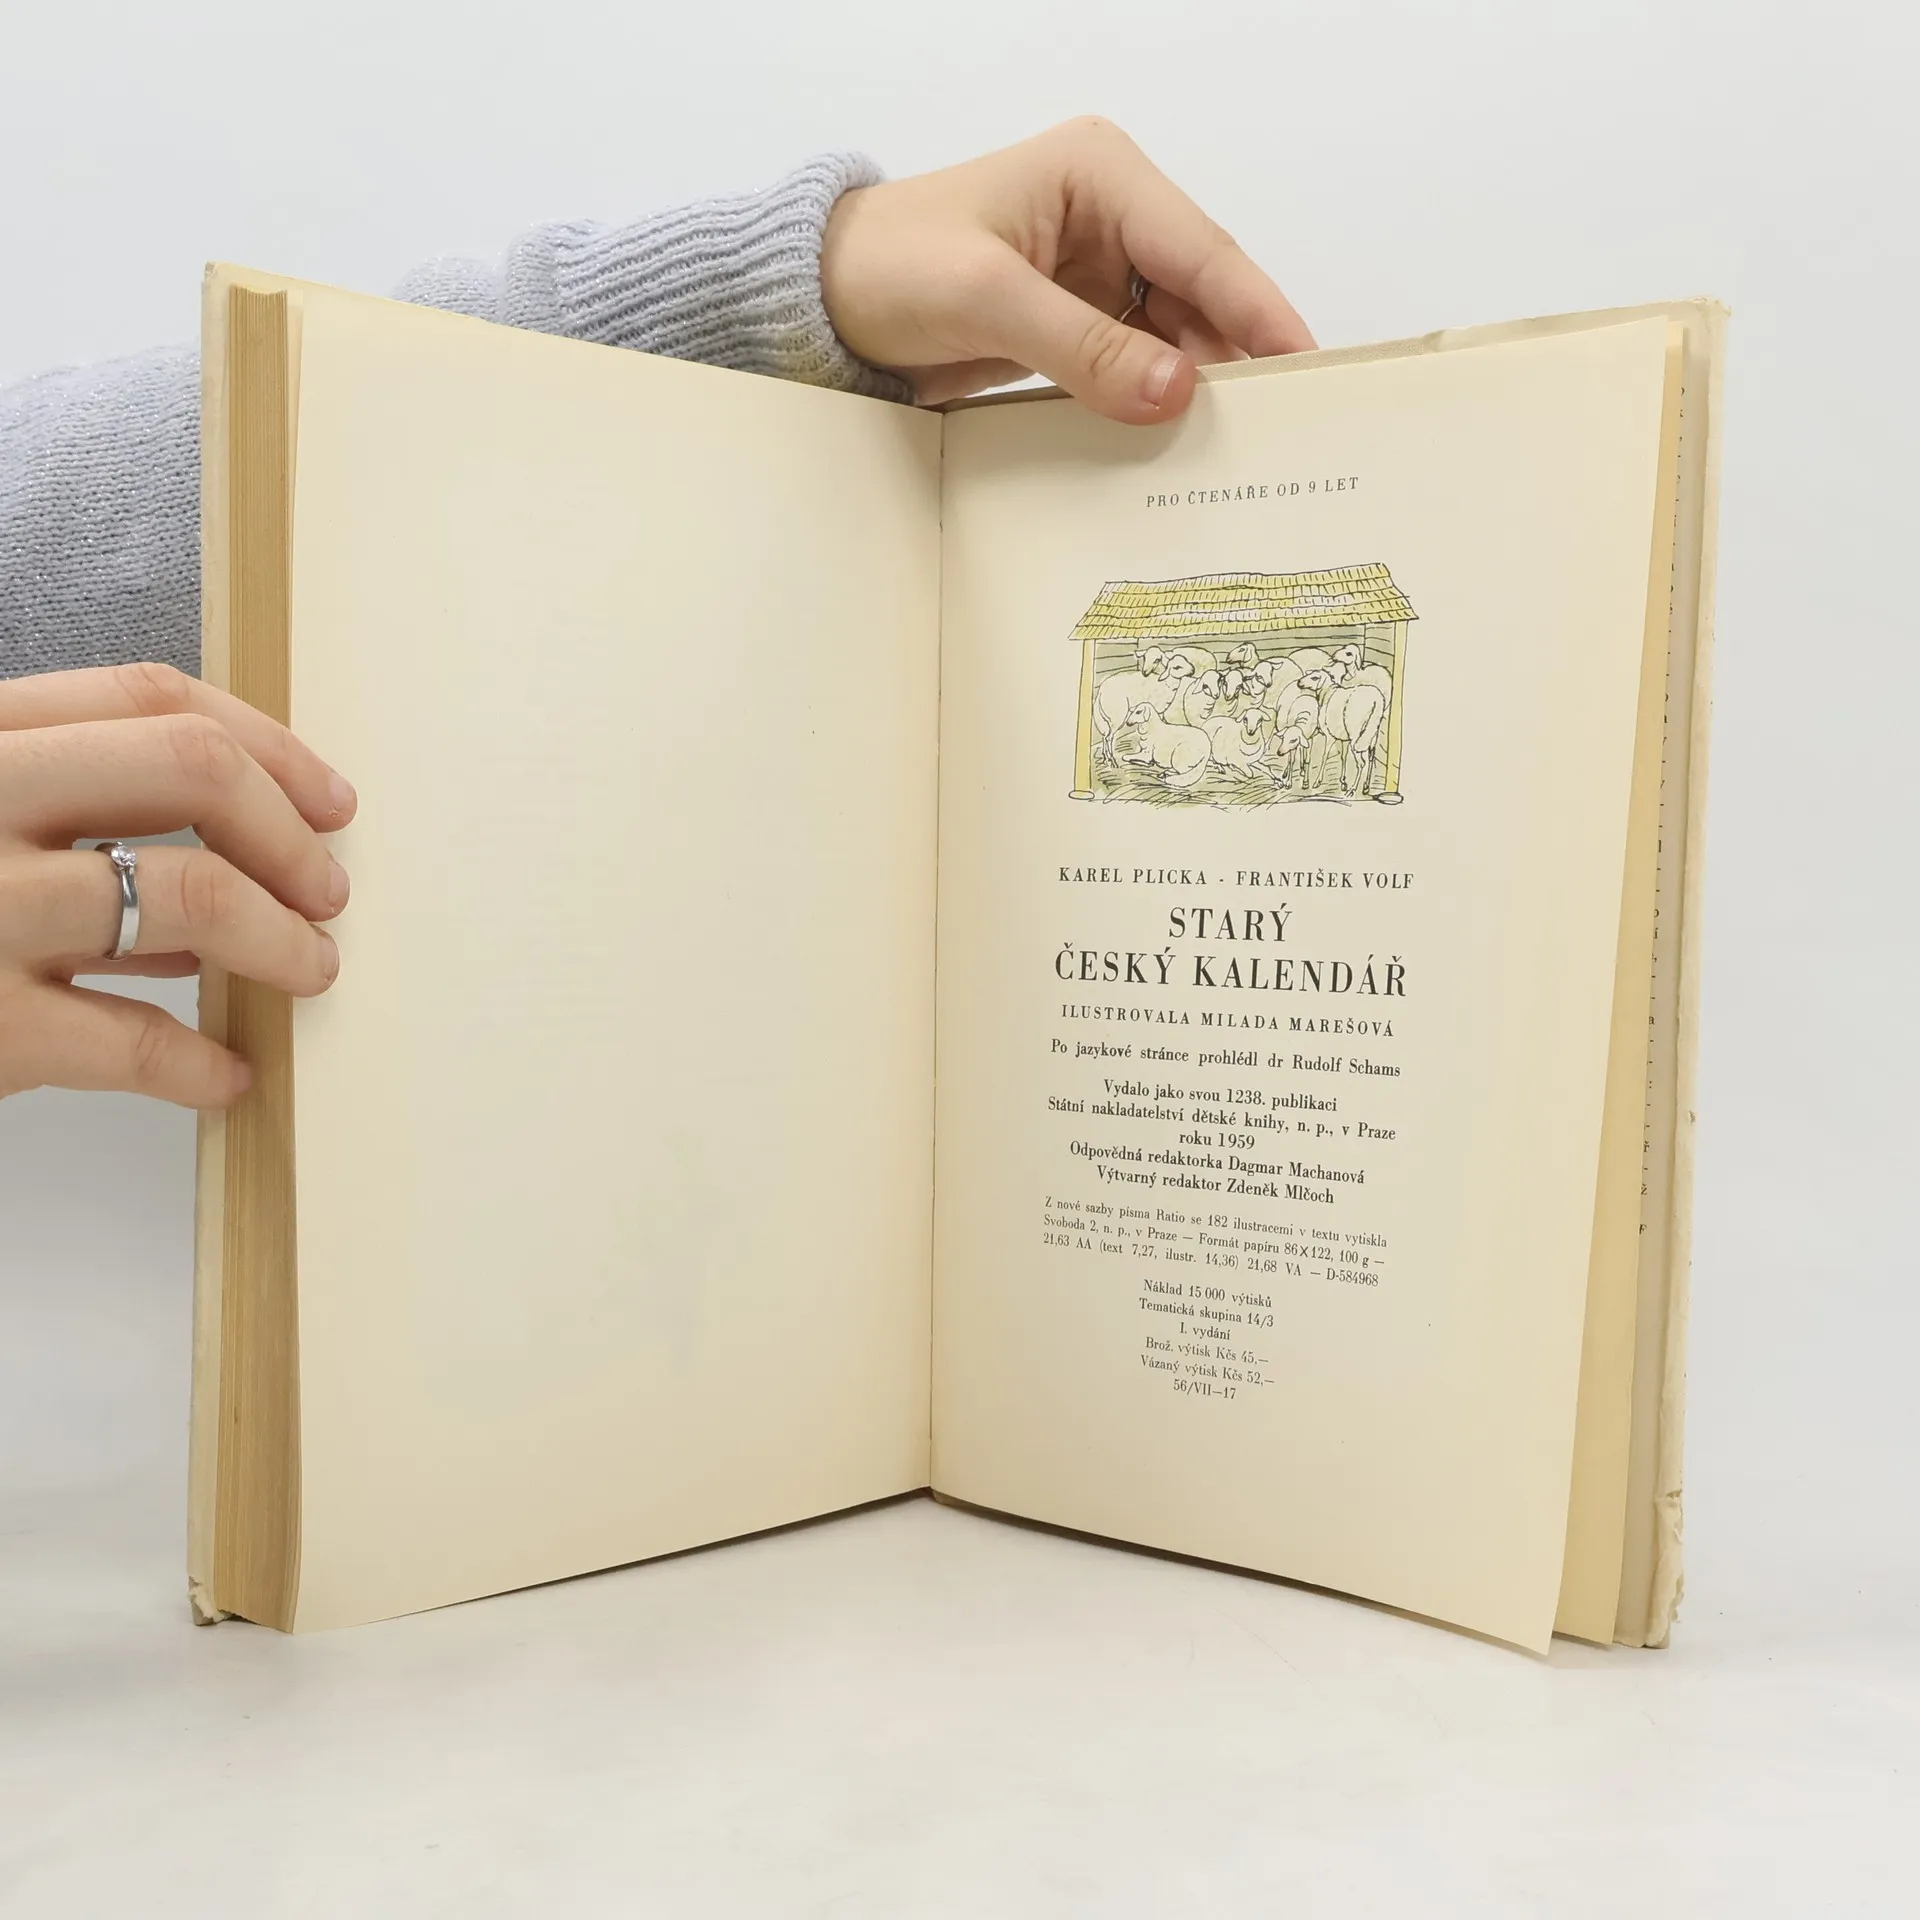 PRO ČTENÁŘE OD 9 LET
KAREL PLICKA - FRANTIŠEK VOLF
STARÝ
ČESKÝ KALENDÁŘ
ILUSTROVALA MILADA MAREŠOVÁ
Po jazykové stránce prohlédl dr Rudolf Schams
Vydalo jako svou 1238. publikaci
Státní nakladatelství dětské knihy, n. p., v Praze
roku 1959
Odpovědná redaktorka Dagmar Machanová
Výtvarný redaktor Zdeněk Mlčoch
Z nové sazby písma Ratio se 182 ilustracemi v textu vytiskla
Svoboda 2, n. p., v Praze — Formát papíru 86×122, 100 g —
21,63 AA (text 7,27, ilustr. 14,36) 21,68 VA — D-584968
Náklad 15 000 výtisků
Tematická skupina 14/3
I. vydání
Brož. výtisk Kčs 45,—
Vázaný výtisk Kčs 52,—
56/VII—17